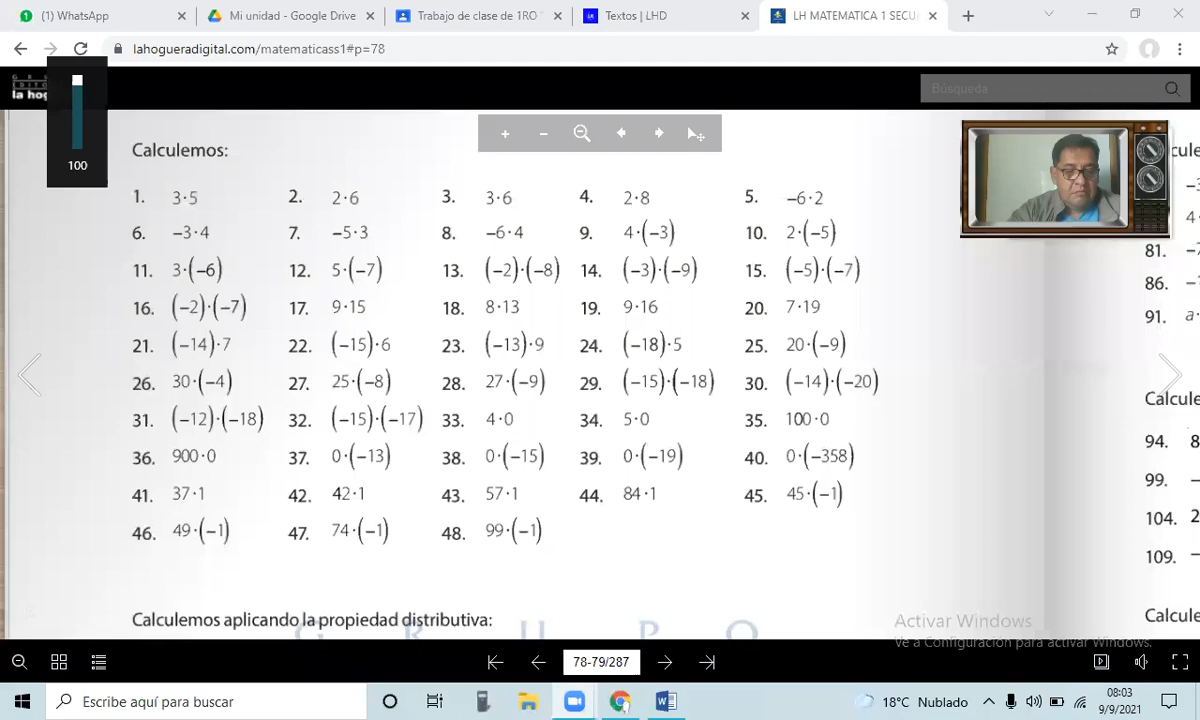 (1) WhatsApp
Mi unidad - Google Drive
Trabajo de clase de 1RO
Textos | LHD
LH MATEMATICA 1 SECU
lahogueradigital.com/matematicass1#p=78
la hog
Búsqueda
100
Calculemos:
1. 3·5 2. 2·6 3. 3·6 4. 2·8 5. –6·2
6. –3·4 7. –5·3 8. –6·4 9. 4·(–3) 10. 2·(–5)
11. 3·(–6) 12. 5·(–7) 13. (–2)·(–8) 14. (–3)·(–9) 15. (–5)·(–7)
16. (–2)·(–7) 17. 9·15 18. 8·13 19. 9·16 20. 7·19
21. (–14)·7 22. (–15)·6 23. (–13)·9 24. (–18)·5 25. 20·(–9)
26. 30·(–4) 27. 25·(–8) 28. 27·(–9) 29. (–15)·(–18) 30. (–14)·(–20)
31. (–12)·(–18) 32. (–15)·(–17) 33. 4·0 34. 5·0 35. 100·0
36. 900·0 37. 0·(–13) 38. 0·(–15) 39. 0·(–19) 40. 0·(–358)
41. 37·1 42. 42·1 43. 57·1 44. 84·1 45. 45·(–1)
46. 49·(–1) 47. 74·(–1) 48. 99·(–1)
Calculemos aplicando la propiedad distributiva:
G R U P O
cule
–3
4·
81. –7
86. –
91. a·
Calcule
94. 8
99. –
104. 2
109. –
Calcule
Activar Windows
Ve a Configuración para activar Windows.
78-79/287
Escribe aquí para buscar
18°C Nublado
08:03
9/9/2021